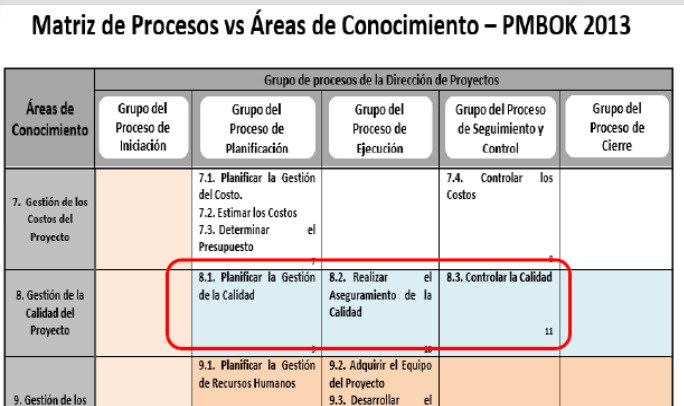 Matriz de Procesos vs Áreas de Conocimiento – PMBOK 2013
Áreas de
Conocimiento
Grupo de procesos de la Dirección de Proyectos
Grupo del
Proceso de
Iniciación
Grupo del
Proceso de
Planificación
Grupo del
Proceso de
Ejecución
Grupo del Proceso
de Seguimiento y
Control
Grupo del
Proceso de
Cierre
7. Gestión de los
Costos del
Proyecto
7.1. Planificar la Gestión
del Costo.
7.2. Estimar los Costos
7.3. Determinar el
Presupuesto
7
7.4. Controlar los
Costos
8
8. Gestión de la
Calidad del
Proyecto
8.1. Planificar la Gestión
de la Calidad
9
8.2. Realizar el
Aseguramiento de la
Calidad
10
8.3. Controlar la Calidad
11
9. Gestión de los
9.1. Planificar la Gestión
de Recursos Humanos
9.2. Adquirir el Equipo
del Proyecto
9.3. Desarrollar el